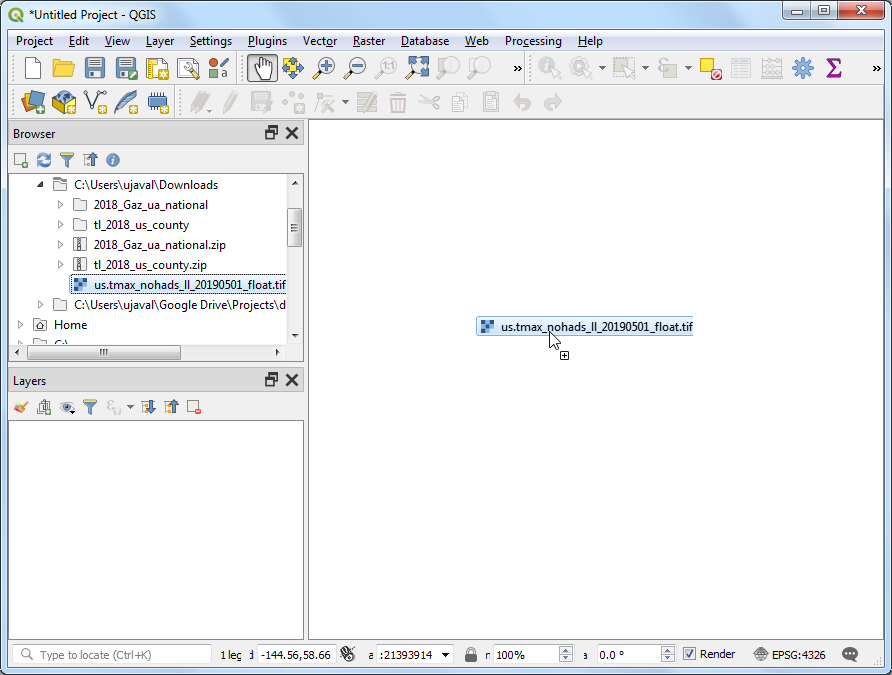 *Untitled Project - QGIS
Project Edit View Layer Settings Plugins Vector Raster Database Web Processing Help
Browser
C:\Users\ujaval\Downloads
2018_Gaz_ua_national
tl_2018_us_county
2018_Gaz_ua_national.zip
tl_2018_us_county.zip
us.tmax_nohads_ll_20190501_float.tif
C:\Users\ujaval\Google Drive\Projects\d
Home
us.tmax_nohads_ll_20190501_float.tif
Layers
Type to locate (Ctrl+K) 1 leg -144.56,58.66 :21393914 100% 0.0 ° Render EPSG:4326